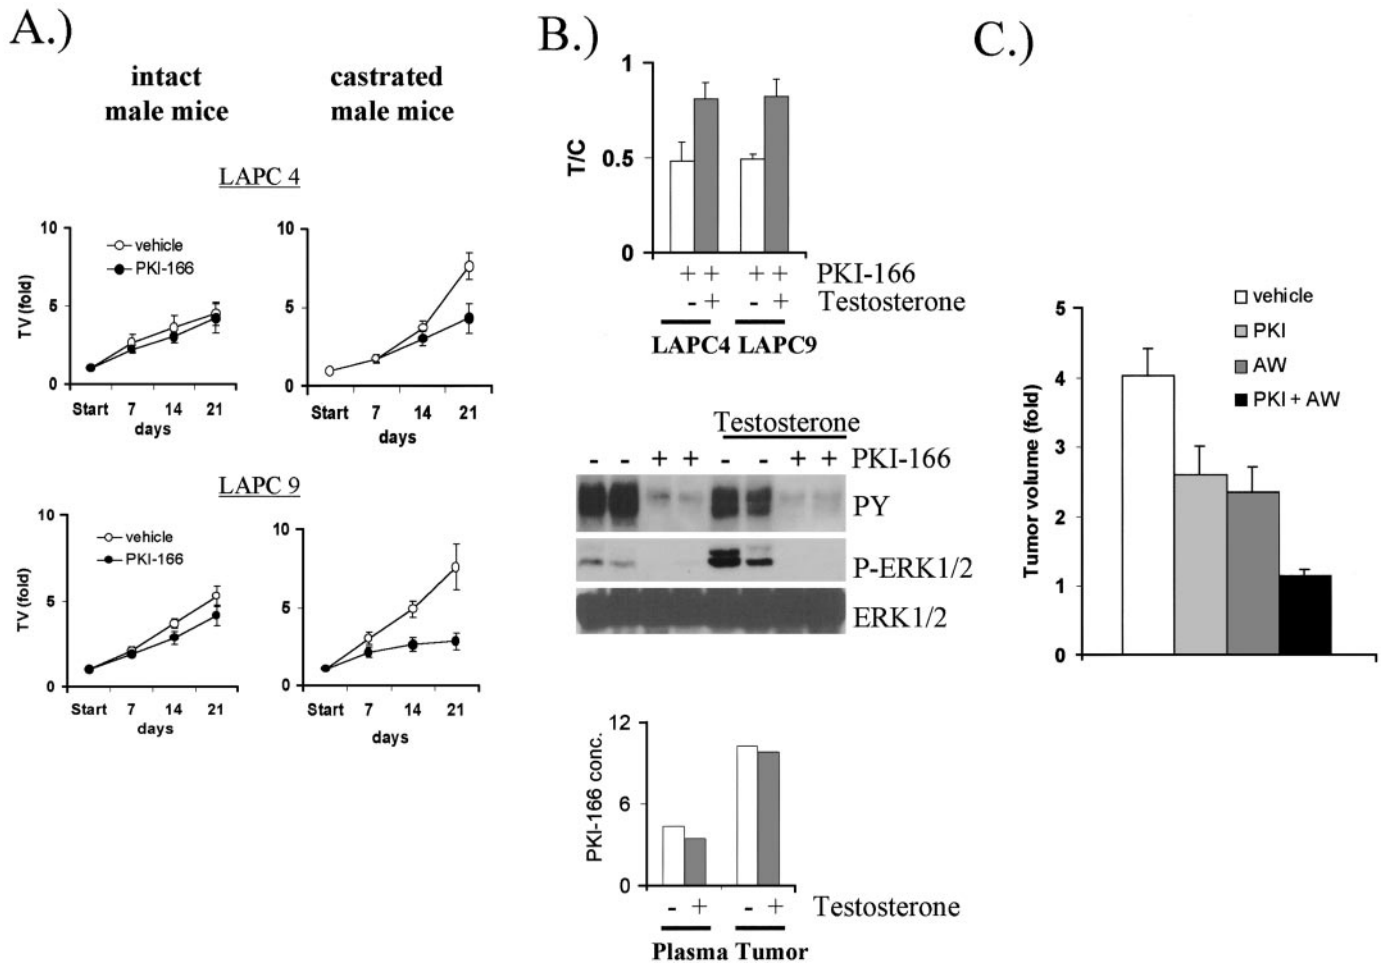 A.)
intact
male mice
castrated
male mice
LAPC 4
10
5
0
TV (fold)
vehicle
PKI-166
Start 7 14 21
days
10
5
0
Start 7 14 21
days
LAPC 9
10
5
0
TV (fold)
vehicle
PKI-166
Start 7 14 21
days
10
5
0
Start 7 14 21
days
B.)
1
0.5
0
T/C
+ + + + PKI-166
- + - + Testosterone
LAPC4 LAPC9
Testosterone
- - + + - - + + PKI-166
PY
P-ERK1/2
ERK1/2
12
6
0
PKI-166 conc.
- + - + Testosterone
Plasma Tumor
C.)
5
4
3
2
1
0
Tumor volume (fold)
vehicle
PKI
AW
PKI + AW